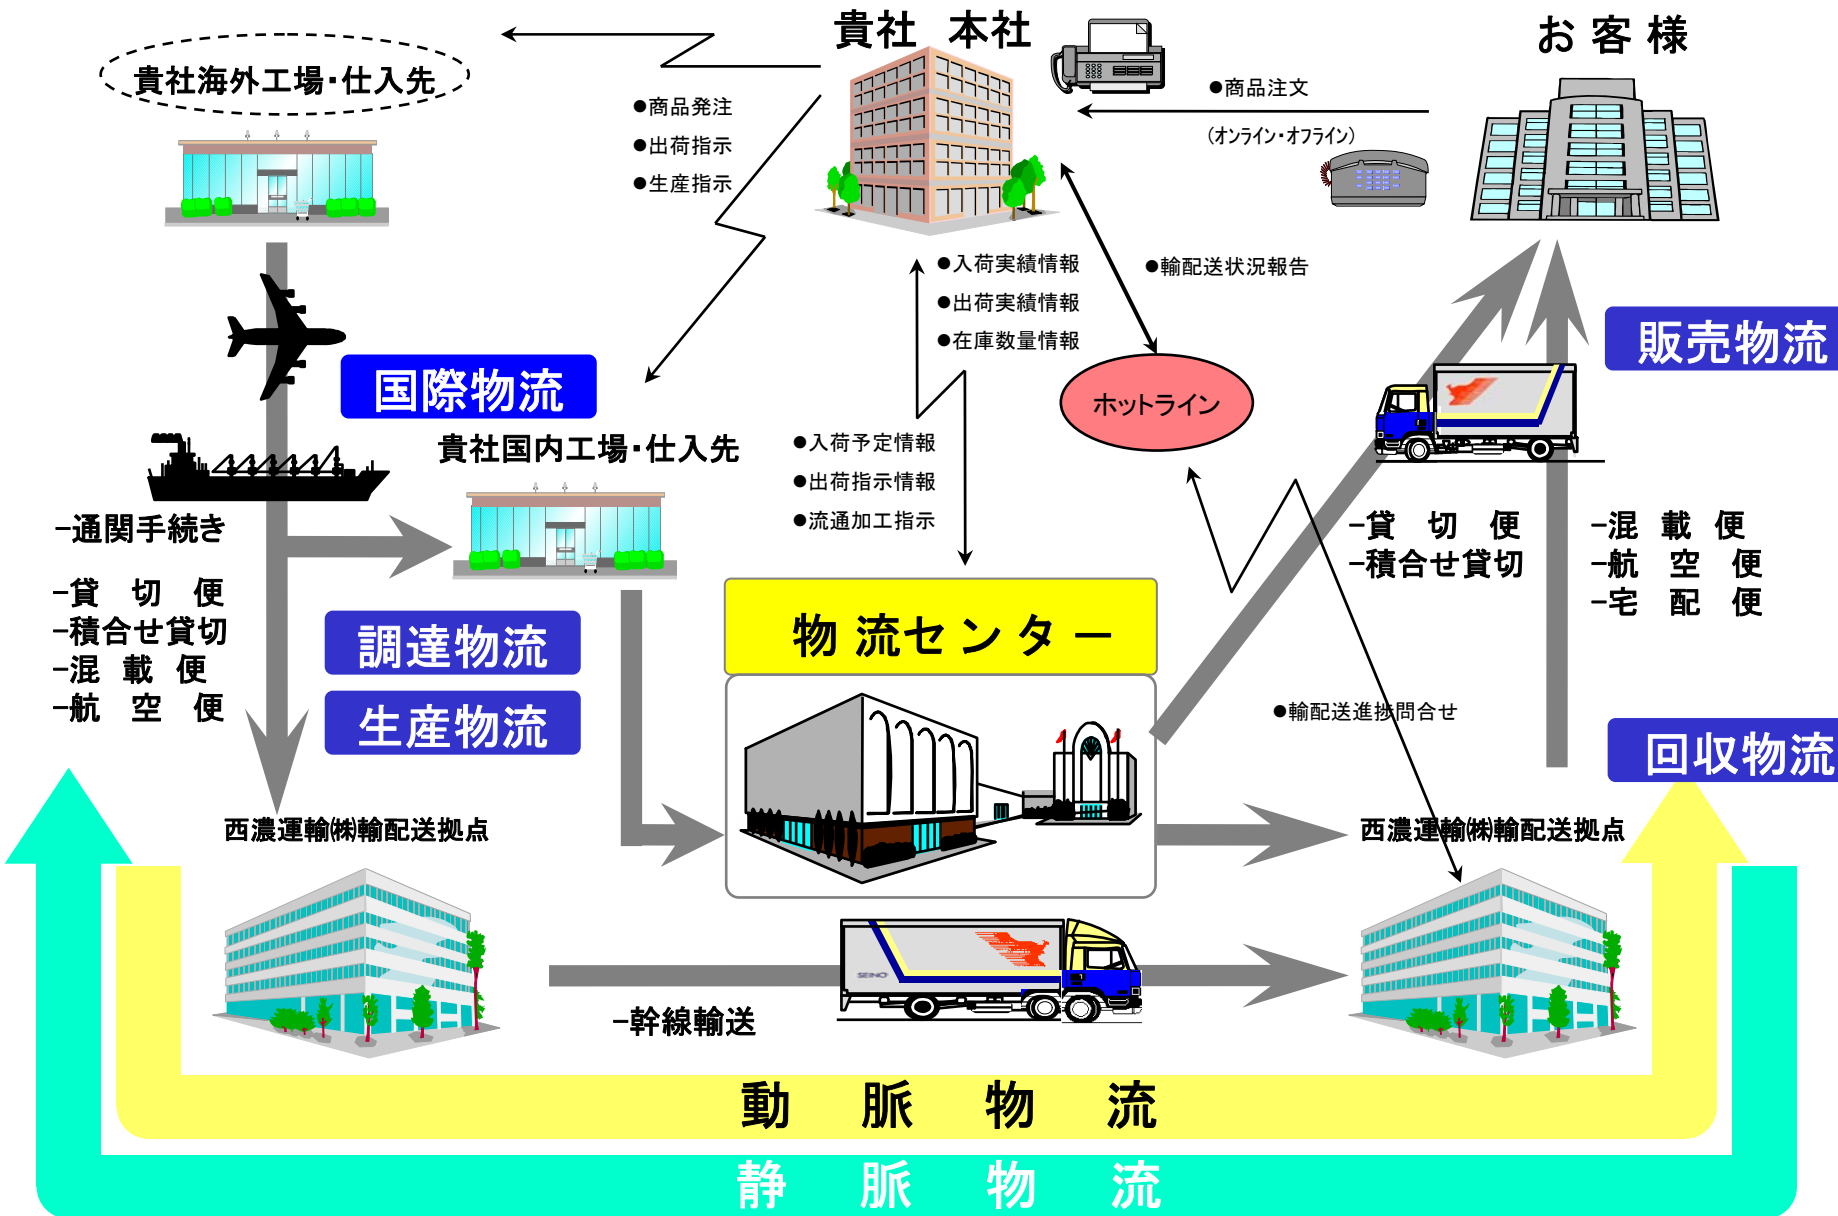 貴社 本社
お客様
貴社海外工場・仕入先
●商品発注
●出荷指示
●生産指示
●商品注文
(オンライン・オフライン)
●入荷実績情報
●出荷実績情報
●在庫数量情報
●輸配送状況報告
販売物流
国際物流
ホットライン
貴社国内工場・仕入先
●入荷予定情報
●出荷指示情報
●流通加工指示
−通関手続き
−貸切便
−積合せ貸切
−混載便
−航空便
−貸切便
−積合せ貸切
−混載便
−航空便
−宅配便
調達物流
生産物流
物流センター
●輸配送進捗問合せ
回収物流
西濃運輸㈱輸配送拠点
西濃運輸㈱輸配送拠点
SEINO
−幹線輸送
動脈物流
静脈物流